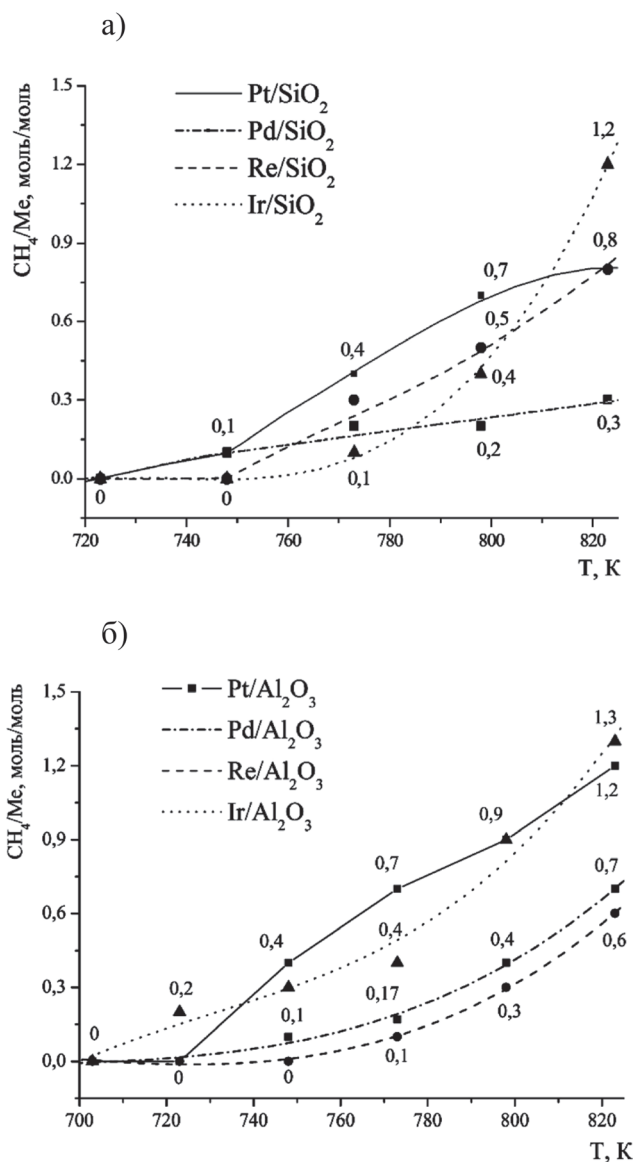 а)
CH₄/Me, моль/моль
1.5
1.2
0.9
0.6
0.3
0.0
Pt/SiO₂
Pd/SiO₂
Re/SiO₂
Ir/SiO₂
1,2
0,8
0,7
0,5
0,4
0,4
0,1
0,3
0,2
0,1
0
0
720 740 760 780 800 820
T, К
б)
CH₄/Me, моль/моль
1,5
1,2
0,9
0,6
0,3
0,0
Pt/Al₂O₃
Pd/Al₂O₃
Re/Al₂O₃
Ir/Al₂O₃
1,3
1,2
0,9
0,7
0,7
0,4
0,4
0,4
0,6
0,2
0,17
0,1
0,3
0
0,1
0
0
700 720 740 760 780 800 820
T, К